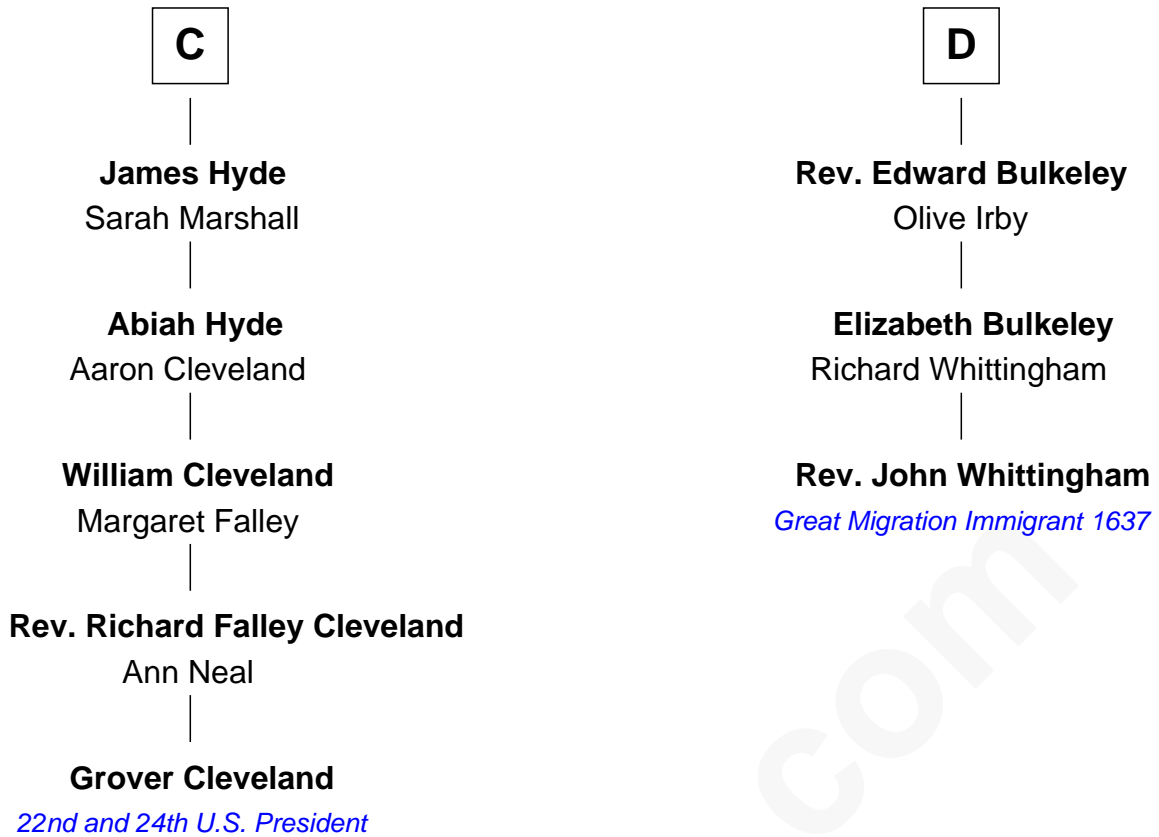 C
James Hyde
Sarah Marshall
Abiah Hyde
Aaron Cleveland
William Cleveland
Margaret Falley
Rev. Richard Falley Cleveland
Ann Neal
Grover Cleveland
22nd and 24th U.S. President
D
Rev. Edward Bulkeley
Olive Irby
Elizabeth Bulkeley
Richard Whittingham
Rev. John Whittingham
Great Migration Immigrant 1637
com